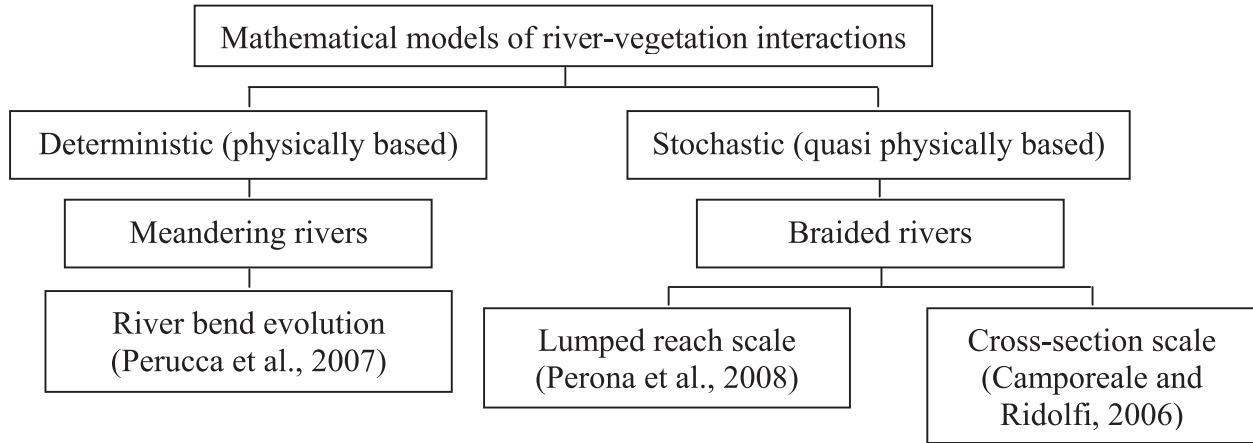 Mathematical models of river-vegetation interactions
Deterministic (physically based)
Stochastic (quasi physically based)
Meandering rivers
Braided rivers
River bend evolution
(Perucca et al., 2007)
Lumped reach scale
(Perona et al., 2008)
Cross-section scale
(Camporeale and
Ridolfi, 2006)